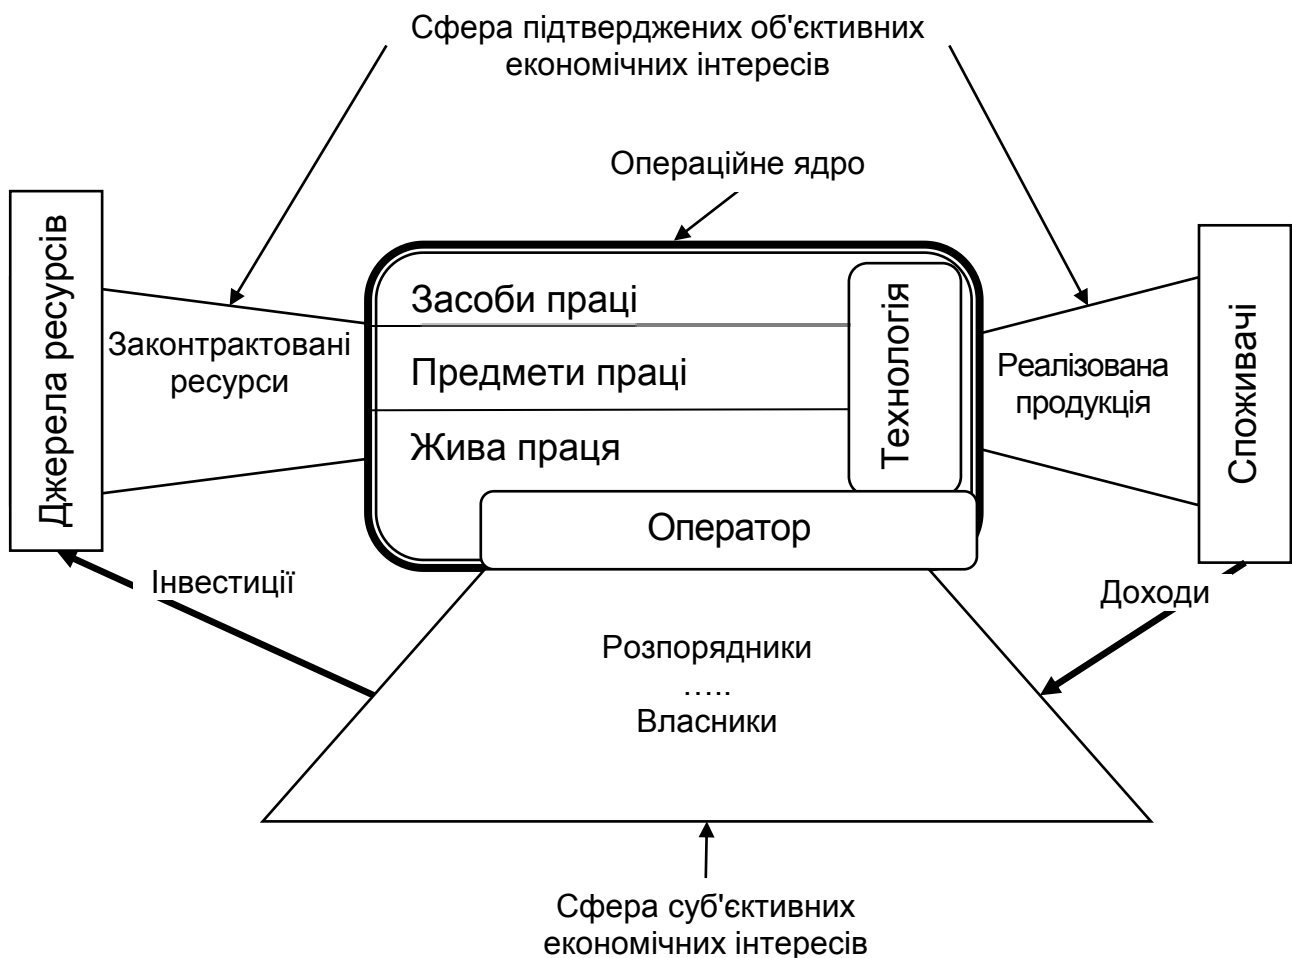 Сфера підтверджених об'єктивних
економічних інтересів
Операційне ядро
Джерела ресурсів
Законтрактовані
ресурси
Засоби праці
Предмети праці
Жива праця
Технологія
Оператор
Реалізована
продукція
Споживачі
Інвестиції
Доходи
Розпорядники
.....
Власники
Сфера суб'єктивних
економічних інтересів